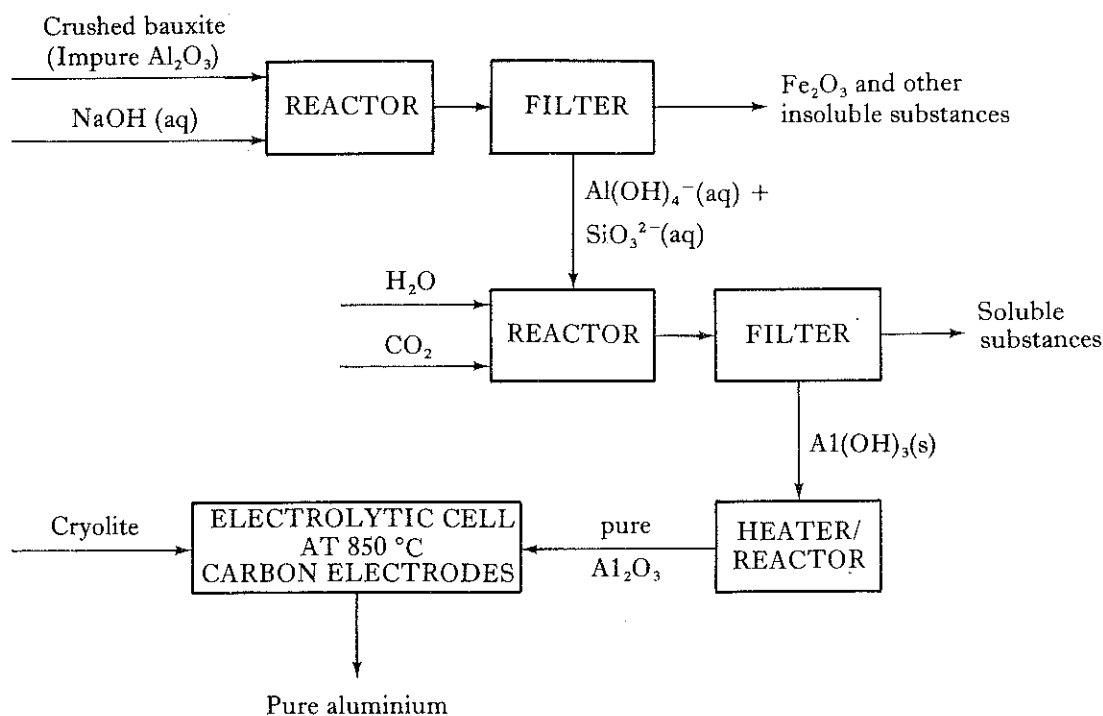 Crushed bauxite
(Impure Al₂O₃)
NaOH (aq)
REACTOR
FILTER
Fe₂O₃ and other
insoluble substances
Al(OH)₄⁻(aq) +
SiO₃²⁻(aq)
H₂O
CO₂
REACTOR
FILTER
Soluble
substances
Al(OH)₃(s)
Cryolite
ELECTROLYTIC CELL
AT 850 °C
CARBON ELECTRODES
pure
Al₂O₃
HEATER/
REACTOR
Pure aluminium